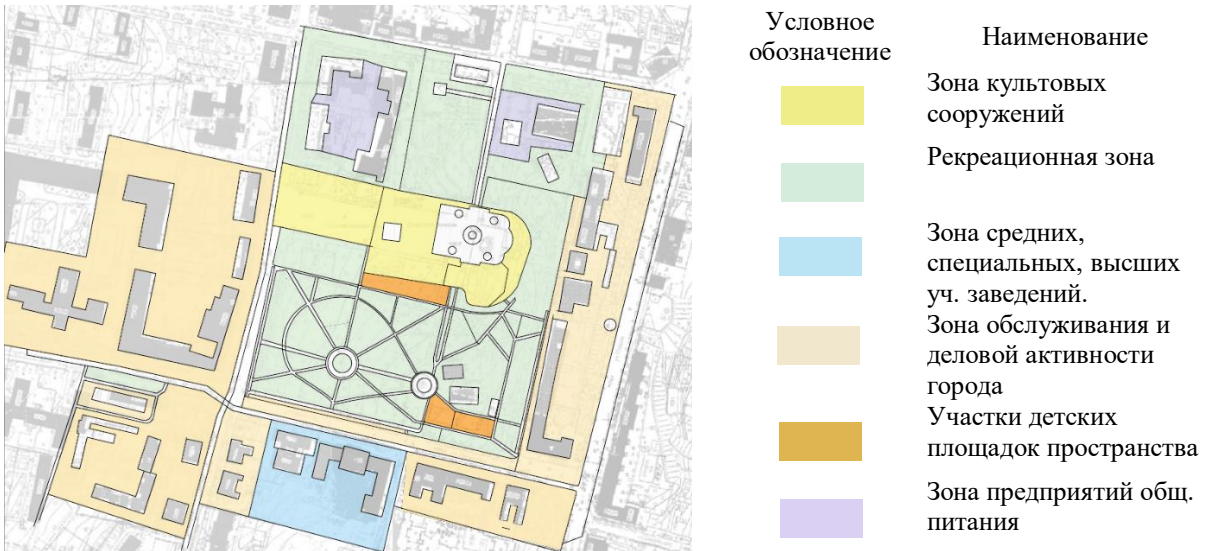 Условное
обозначение
Наименование
Зона культовых
сооружений
Рекреационная зона
Зона средних,
специальных, высших
уч. заведений.
Зона обслуживания и
деловой активности
города
Участки детских
площадок пространства
Зона предприятий общ.
питания